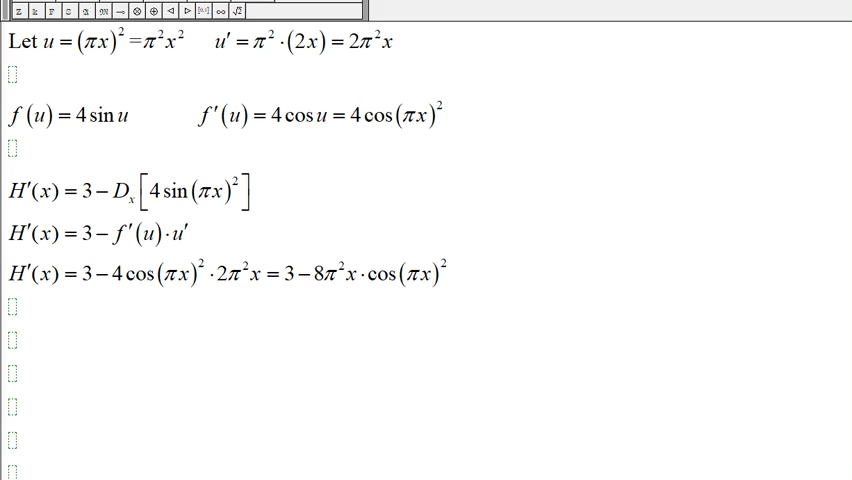 Let u = (πx)² =π²x² u′ = π² · (2x) = 2π²x
f(u) = 4 sin u f′(u) = 4 cos u = 4 cos(πx)²
H′(x) = 3 − Dₓ[4 sin(πx)²]
H′(x) = 3 − f′(u) · u′
H′(x) = 3 − 4 cos(πx)² · 2π²x = 3 − 8π²x · cos(πx)²